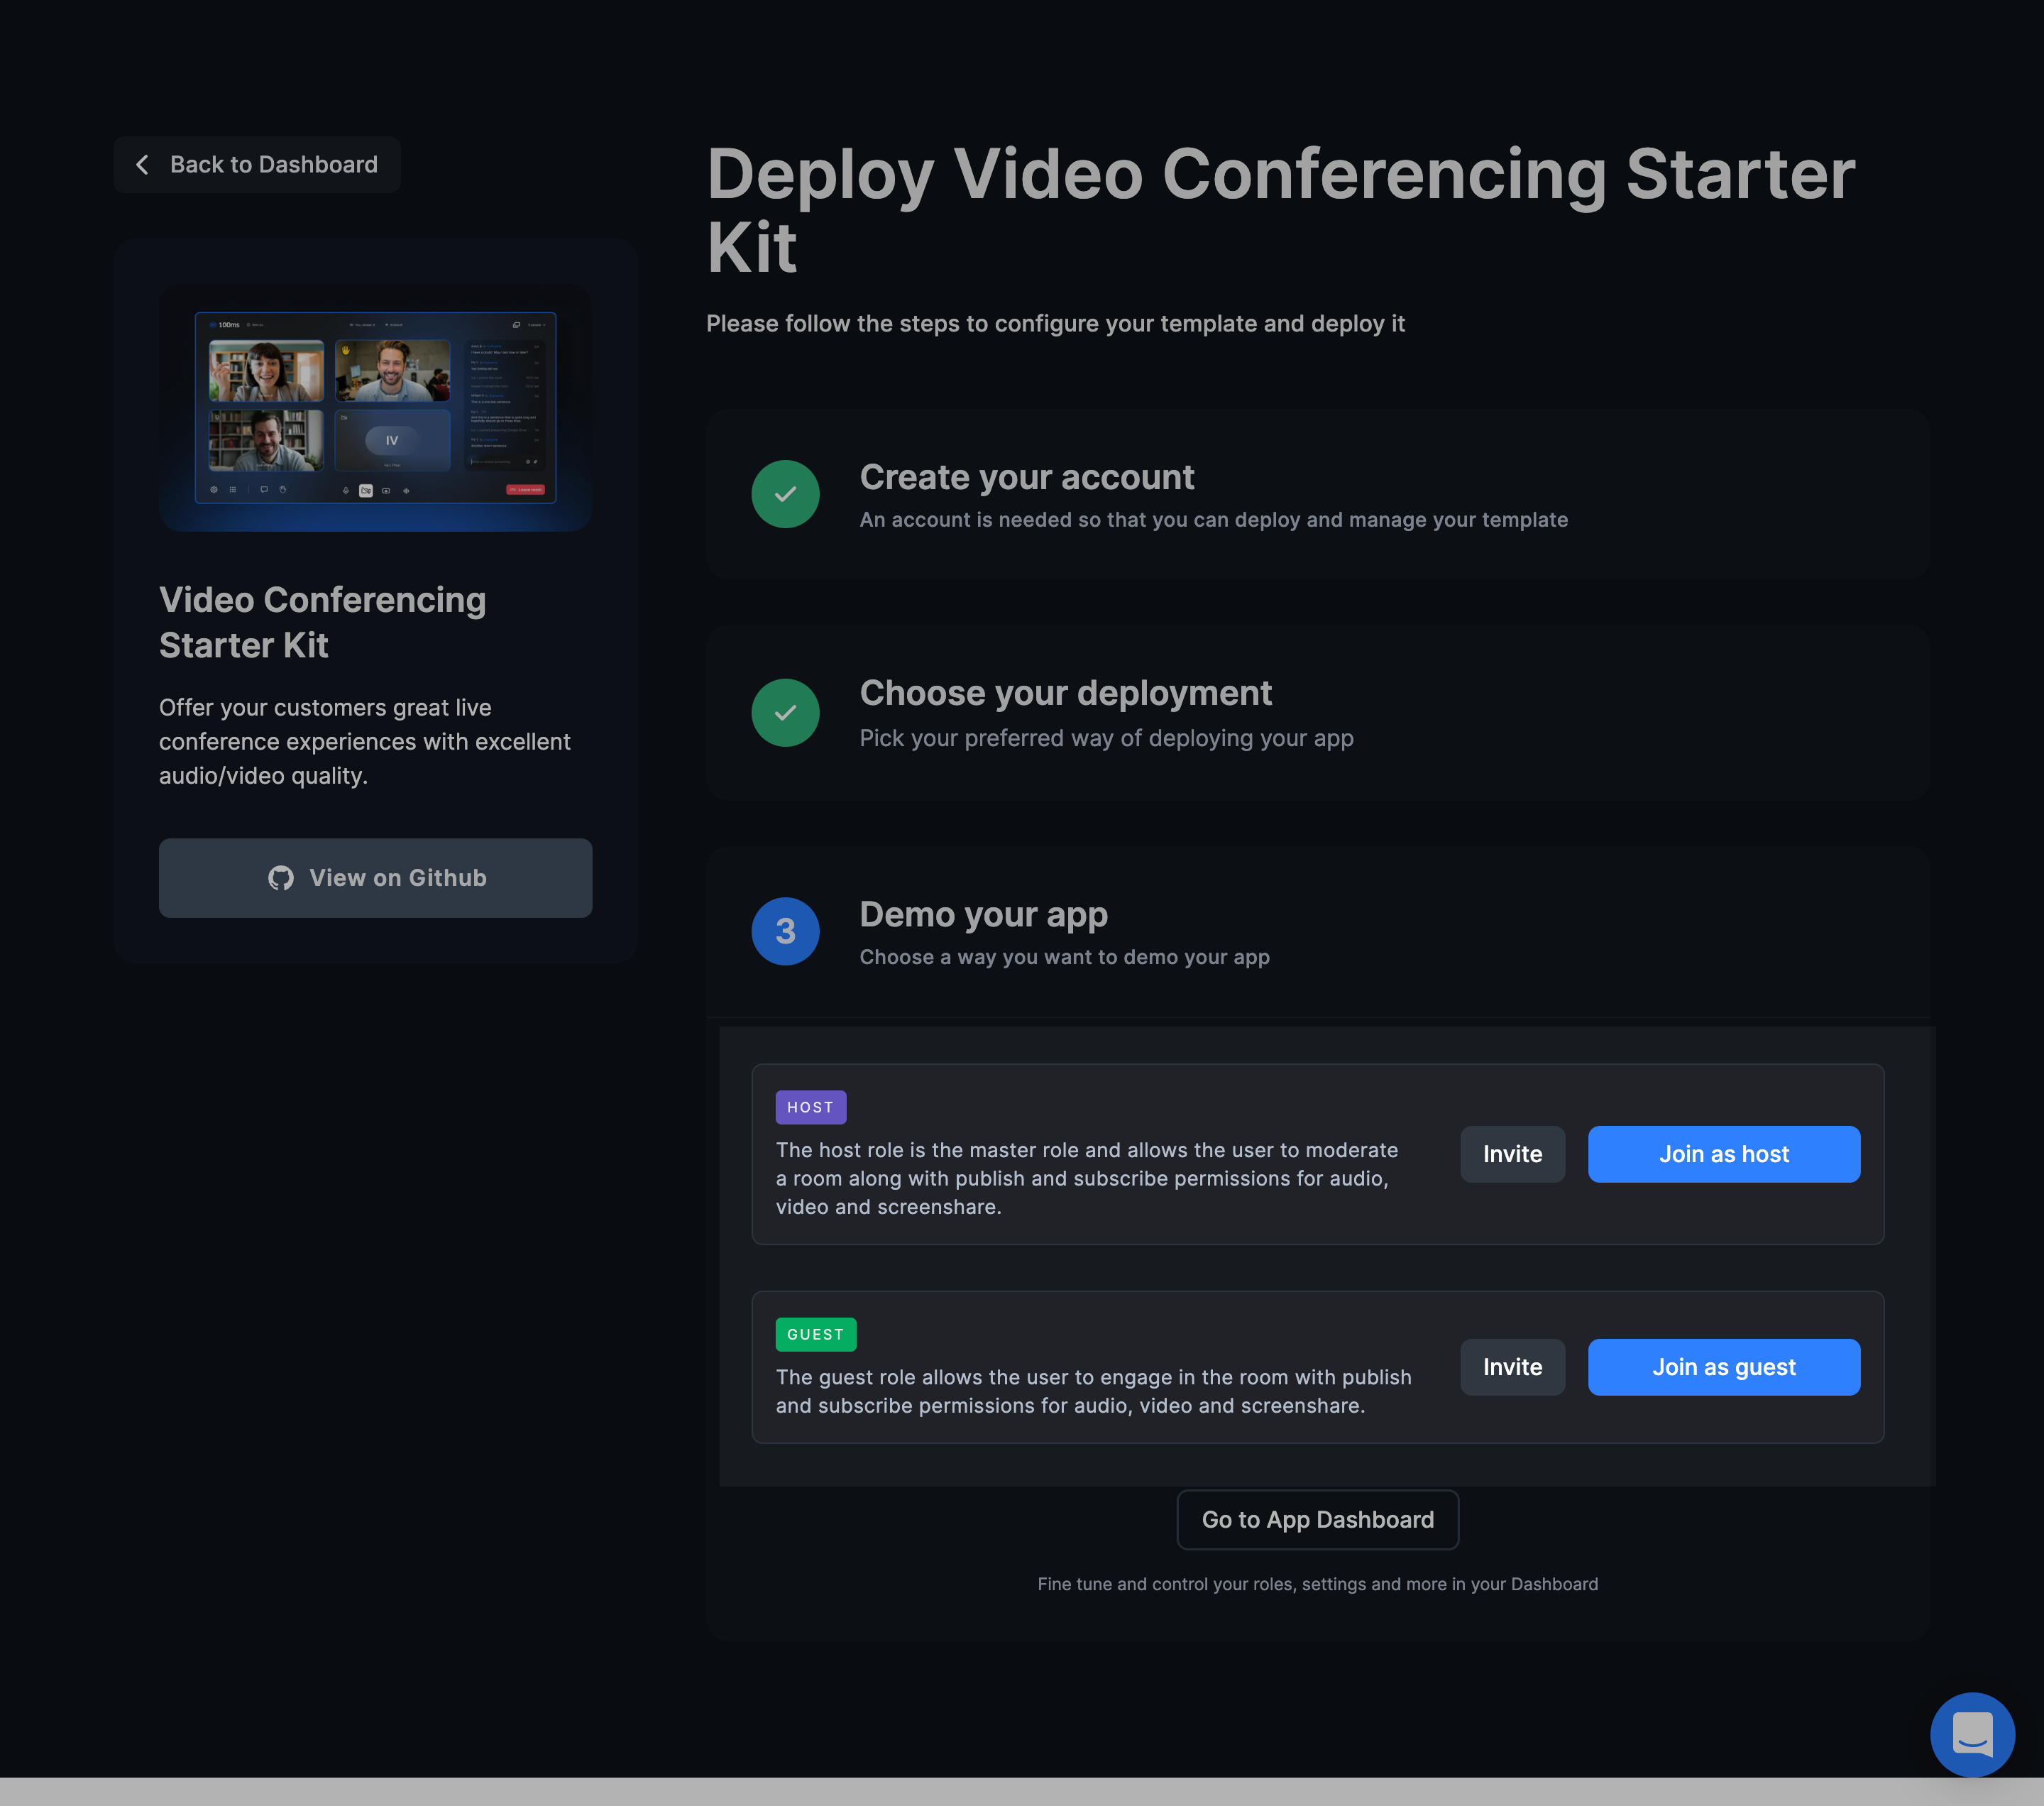 Back to Dashboard
Deploy Video Conferencing Starter
Kit
Please follow the steps to configure your template and deploy it
100ms
IV
Video Conferencing
Starter Kit
Offer your customers great live
conference experiences with excellent
audio/video quality.
View on Github
Create your account
An account is needed so that you can deploy and manage your template
Choose your deployment
Pick your preferred way of deploying your app
3
Demo your app
Choose a way you want to demo your app
HOST
The host role is the master role and allows the user to moderate
a room along with publish and subscribe permissions for audio,
video and screenshare.
Invite
Join as host
GUEST
The guest role allows the user to engage in the room with publish
and subscribe permissions for audio, video and screenshare.
Invite
Join as guest
Go to App Dashboard
Fine tune and control your roles, settings and more in your Dashboard